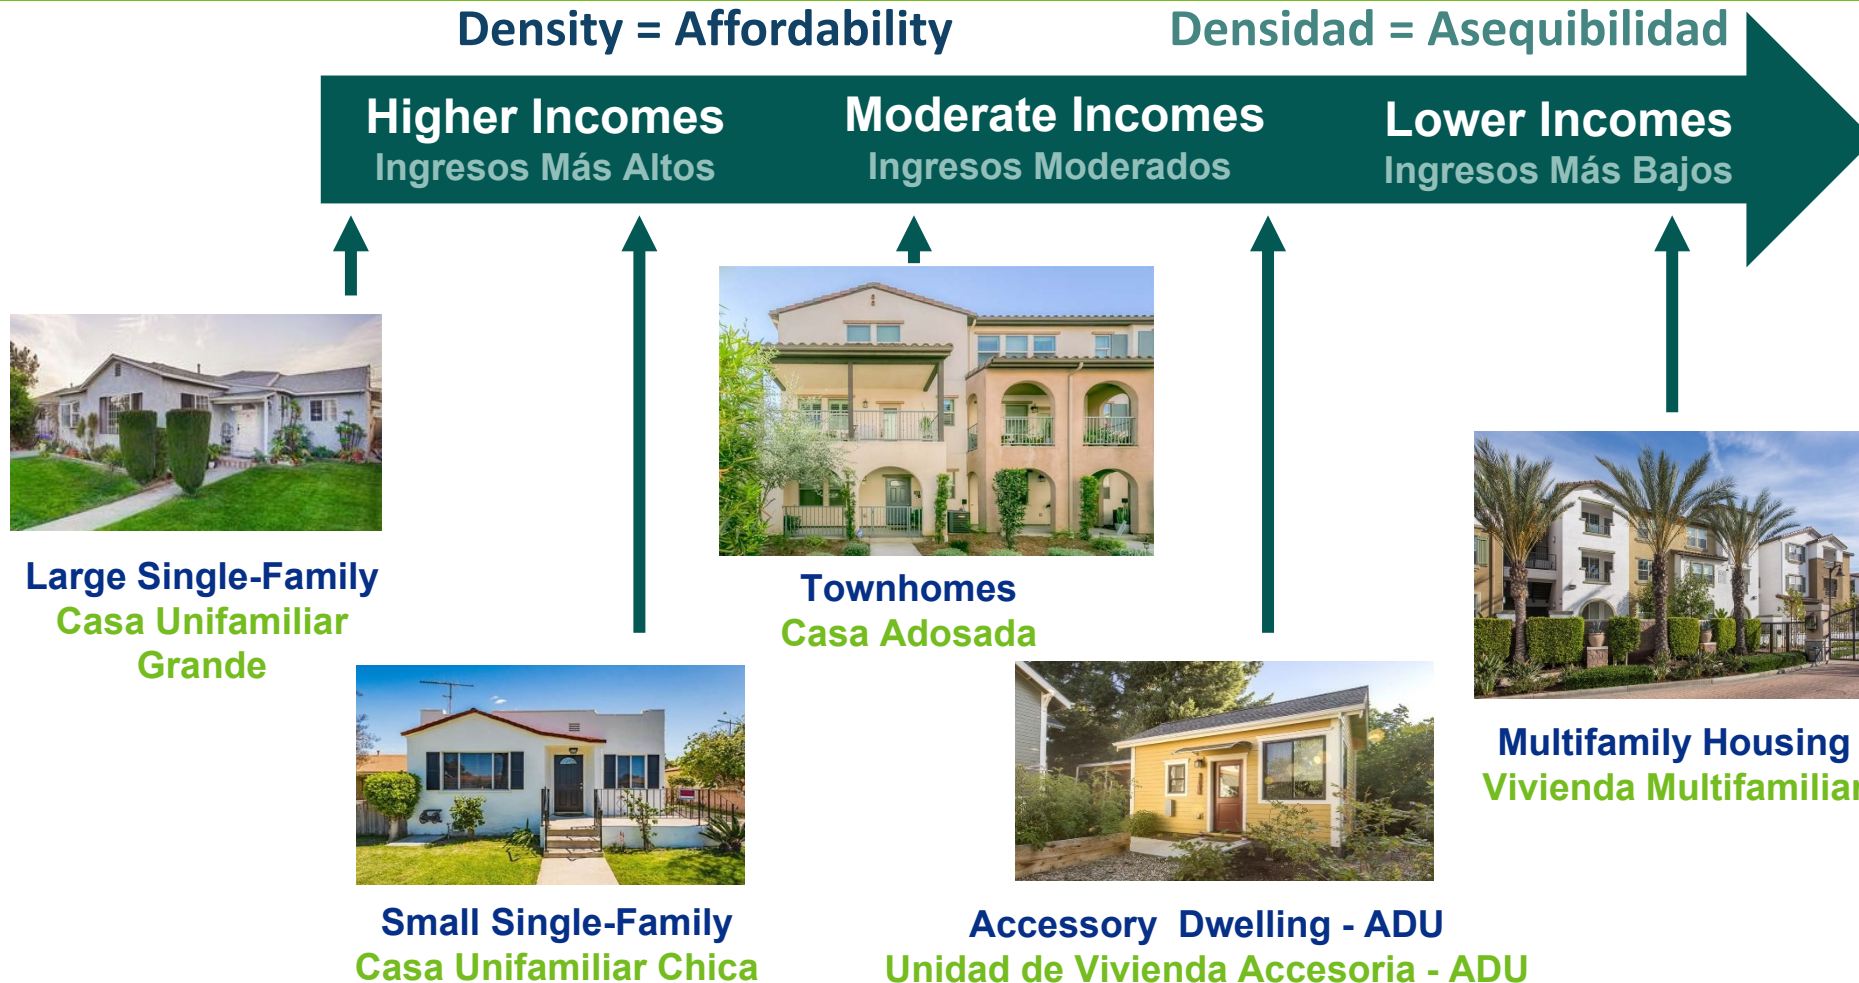 Density = Affordability
Densidad = Asequibilidad
Higher Incomes
Ingresos Más Altos
Moderate Incomes
Ingresos Moderados
Lower Incomes
Ingresos Más Bajos
Large Single-Family
Casa Unifamiliar
Grande
Small Single-Family
Casa Unifamiliar Chica
Townhomes
Casa Adosada
Accessory  Dwelling - ADU
Unidad de Vivienda Accesoria - ADU
Multifamily Housing
Vivienda Multifamiliar